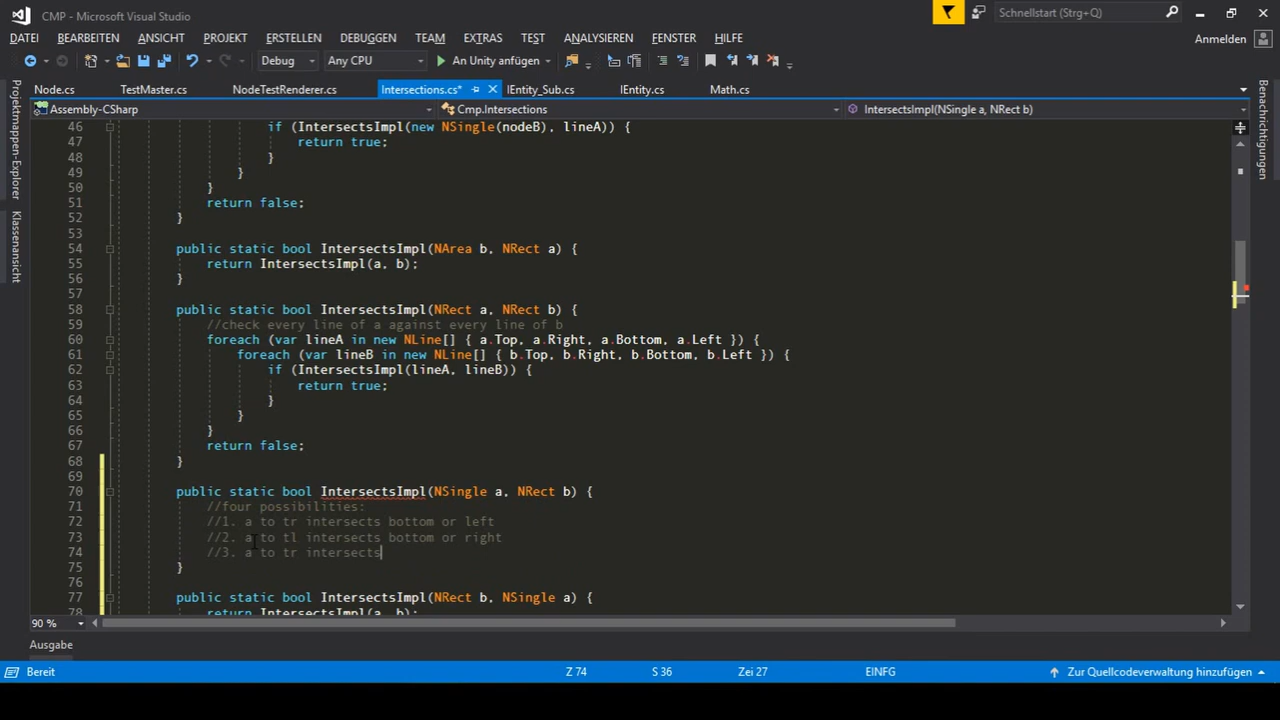 CMP - Microsoft Visual Studio
Schnellstart (Strg+Q)
DATEI BEARBEITEN ANSICHT PROJEKT ERSTELLEN DEBUGGEN TEAM EXTRAS TEST ANALYSIEREN FENSTER HILFE
Anmelden
Debug Any CPU An Unity anfügen
Node.cs TestMaster.cs NodeTestRenderer.cs Intersections.cs* IEntity_Sub.cs IEntity.cs Math.cs
Assembly-CSharp Cmp.Intersections IntersectsImpl(NSingle a, NRect b)
Projektmappen-Explorer
Klassenansicht
Benachrichtigungen
46 if (IntersectsImpl(new NSingle(nodeB), lineA)) {
47 return true;
48 }
49 }
50 }
51 return false;
52 }
53
54 public static bool IntersectsImpl(NArea b, NRect a) {
55 return IntersectsImpl(a, b);
56 }
57
58 public static bool IntersectsImpl(NRect a, NRect b) {
59 //check every line of a against every line of b
60 foreach (var lineA in new NLine[] { a.Top, a.Right, a.Bottom, a.Left }) {
61 foreach (var lineB in new NLine[] { b.Top, b.Right, b.Bottom, b.Left }) {
62 if (IntersectsImpl(lineA, lineB)) {
63 return true;
64 }
65 }
66 }
67 return false;
68 }
69
70 public static bool IntersectsImpl(NSingle a, NRect b) {
71 //four possibilities:
72 //1. a to tr intersects bottom or left
73 //2. a to tl intersects bottom or right
74 //3. a to tr intersects
75 }
76
77 public static bool IntersectsImpl(NRect b, NSingle a) {
78 return IntersectsImpl(a, b);
90 %
Ausgabe
Bereit Z 74 S 36 Zei 27 EINFG Zur Quellcodeverwaltung hinzufügen